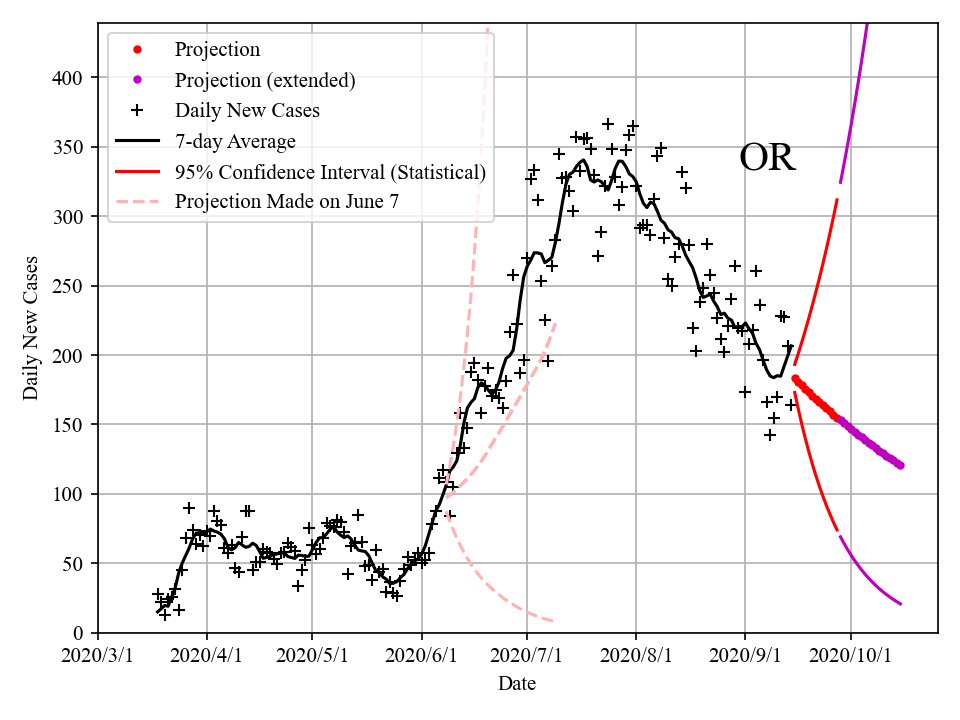 Projection
Projection (extended)
Daily New Cases
7-day Average
95% Confidence Interval (Statistical)
Projection Made on June 7
OR
Daily New Cases
400
350
300
250
200
150
100
50
0
2020/3/1 2020/4/1 2020/5/1 2020/6/1 2020/7/1 2020/8/1 2020/9/1 2020/10/1
Date